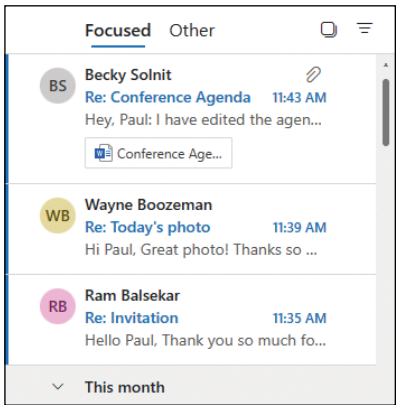 Focused Other
BS
Becky Solnit
Re: Conference Agenda 11:43 AM
Hey, Paul: I have edited the agen...
Conference Age...
WB
Wayne Boozeman
Re: Today's photo 11:39 AM
Hi Paul, Great photo! Thanks so ...
RB
Ram Balsekar
Re: Invitation 11:35 AM
Hello Paul, Thank you so much fo...
This month